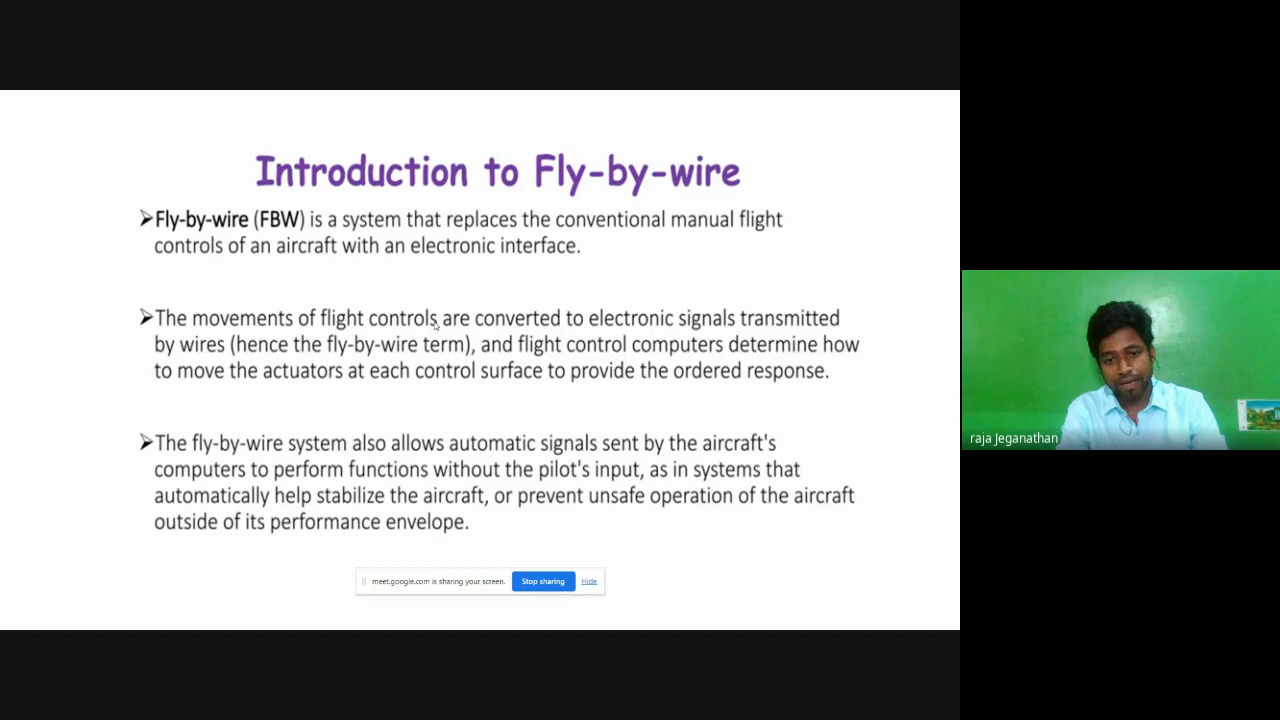 Introduction to Fly-by-wire
➢Fly-by-wire (FBW) is a system that replaces the conventional manual flight
controls of an aircraft with an electronic interface.
➢The movements of flight controls are converted to electronic signals transmitted
by wires (hence the fly-by-wire term), and flight control computers determine how
to move the actuators at each control surface to provide the ordered response.
➢The fly-by-wire system also allows automatic signals sent by the aircraft's
computers to perform functions without the pilot's input, as in systems that
automatically help stabilize the aircraft, or prevent unsafe operation of the aircraft
outside of its performance envelope.
meet.google.com is sharing your screen. Stop sharing Hide
raja Jeganathan